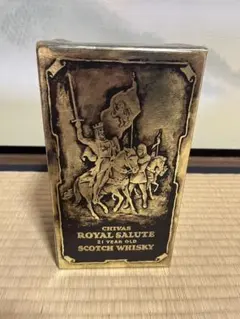 CHIVAS
ROYAL SALUTE
21 YEAR OLD
SCOTCH WHISKY